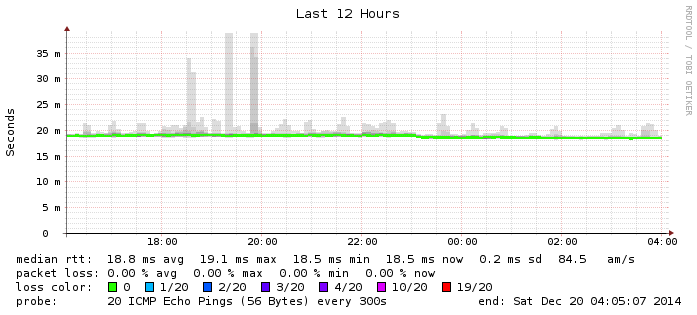 Last 12 Hours
RRDTOOL / TOBI OETIKER
Seconds
35 m
30 m
25 m
20 m
15 m
10 m
5 m
0
18:00 20:00 22:00 00:00 02:00 04:00
median rtt: 18.8 ms avg 19.1 ms max 18.5 ms min 18.5 ms now 0.2 ms sd 84.5 am/s
packet loss: 0.00 % avg 0.00 % max 0.00 % min 0.00 % now
loss color: 0 1/20 2/20 3/20 4/20 10/20 19/20
probe: 20 ICMP Echo Pings (56 Bytes) every 300s end: Sat Dec 20 04:05:07 2014